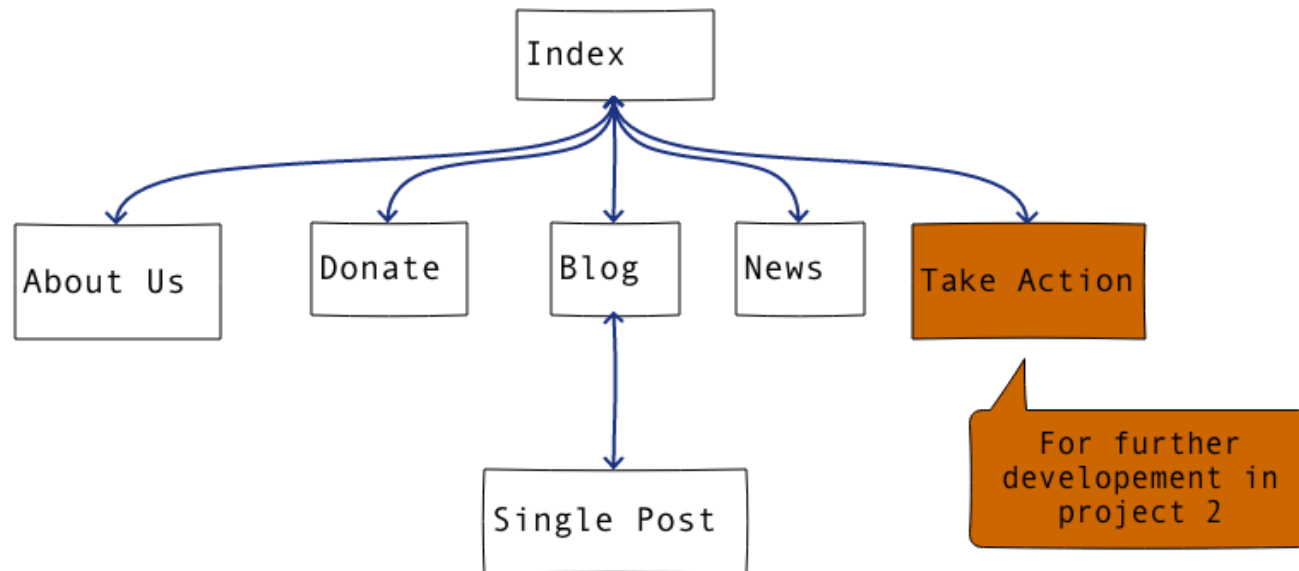 Index
About Us
Donate
Blog
News
Take Action
For further
developement in
project 2
Single Post